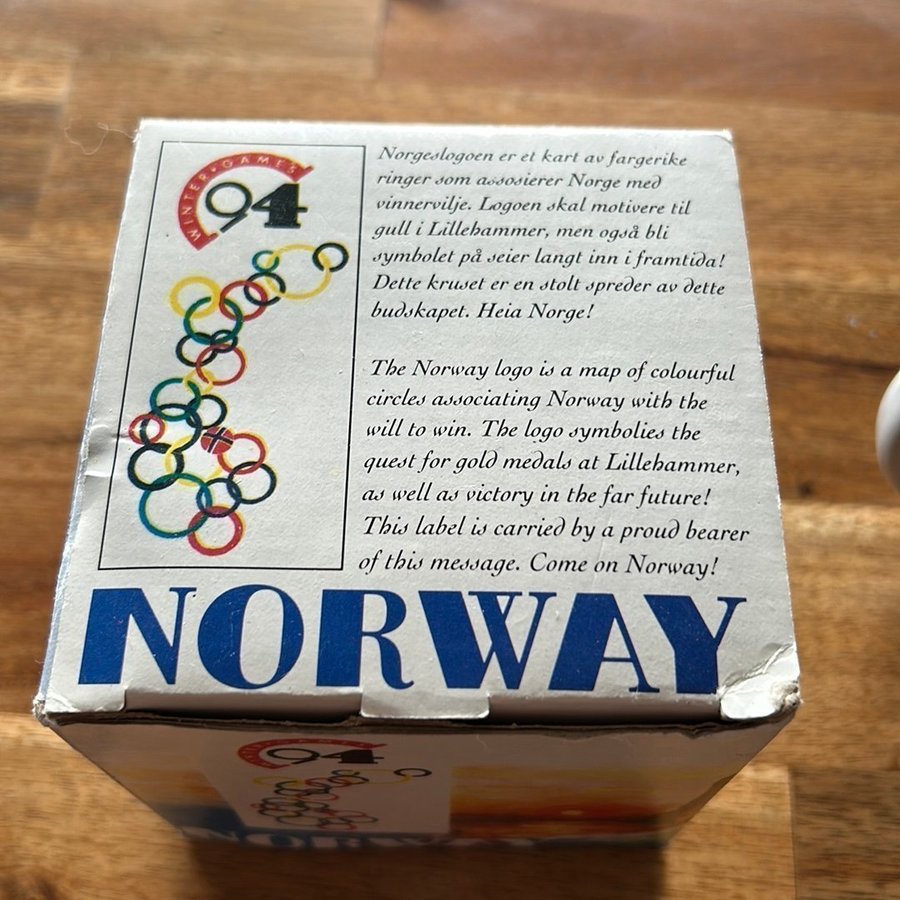 WINTER • GAMES
94
Norgeslogoen er et kart av fargerike
ringer som assosierer Norge med
vinnervilje. Logoen skal motivere til
gull i Lillehammer, men også bli
symbolet på seier langt inn i framtida!
Dette kruset er en stolt spreder av dette
budskapet. Heia Norge!
The Norway logo is a map of colourful
circles associating Norway with the
will to win. The logo symbolies the
quest for gold medals at Lillehammer,
as well as victory in the far future!
This label is carried by a proud bearer
of this message. Come on Norway!
NORWAY
94
NORWAY